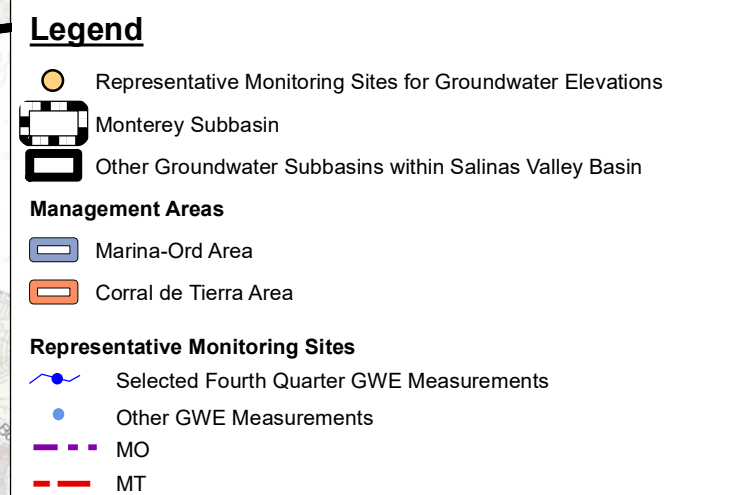 Legend
Representative Monitoring Sites for Groundwater Elevations
Monterey Subbasin
Other Groundwater Subbasins within Salinas Valley Basin
Management Areas
Marina-Ord Area
Corral de Tierra Area
Representative Monitoring Sites
Selected Fourth Quarter GWE Measurements
Other GWE Measurements
MO
MT